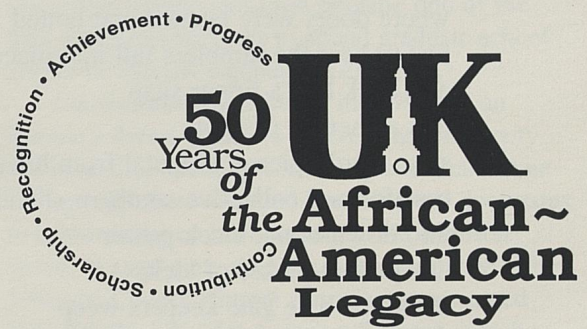 Contribution • Scholarship • Recognition • Achievement • Progress
50 UK
Years
of
the African~
American
Legacy